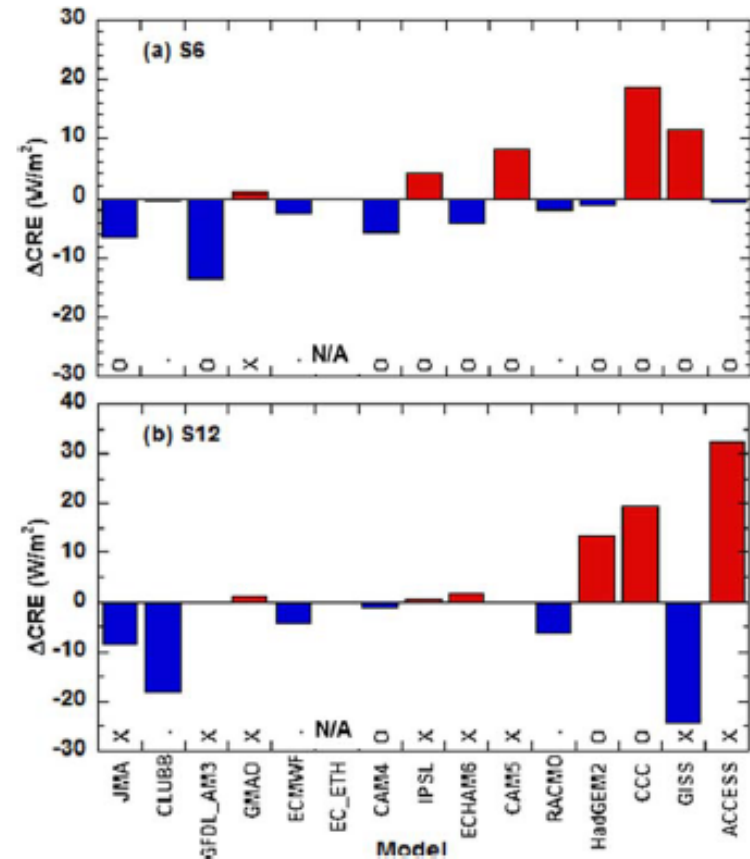 30
(a) S6
20
10
0
-10
-20
-30
ΔCRE (W/m²)
O · O X · N/A O O O O · O O O O
40
(b) S12
30
20
10
0
-10
-20
-30
ΔCRE (W/m²)
X · X X · N/A O X X X · O O X X
JMA
CLUBB
GFDL_AM3
GMAO
ECMWF
EC_ETH
CAM4
IPSL
ECHAM6
CAM5
RACMO
HadGEM2
CCC
GISS
ACCESS
Model